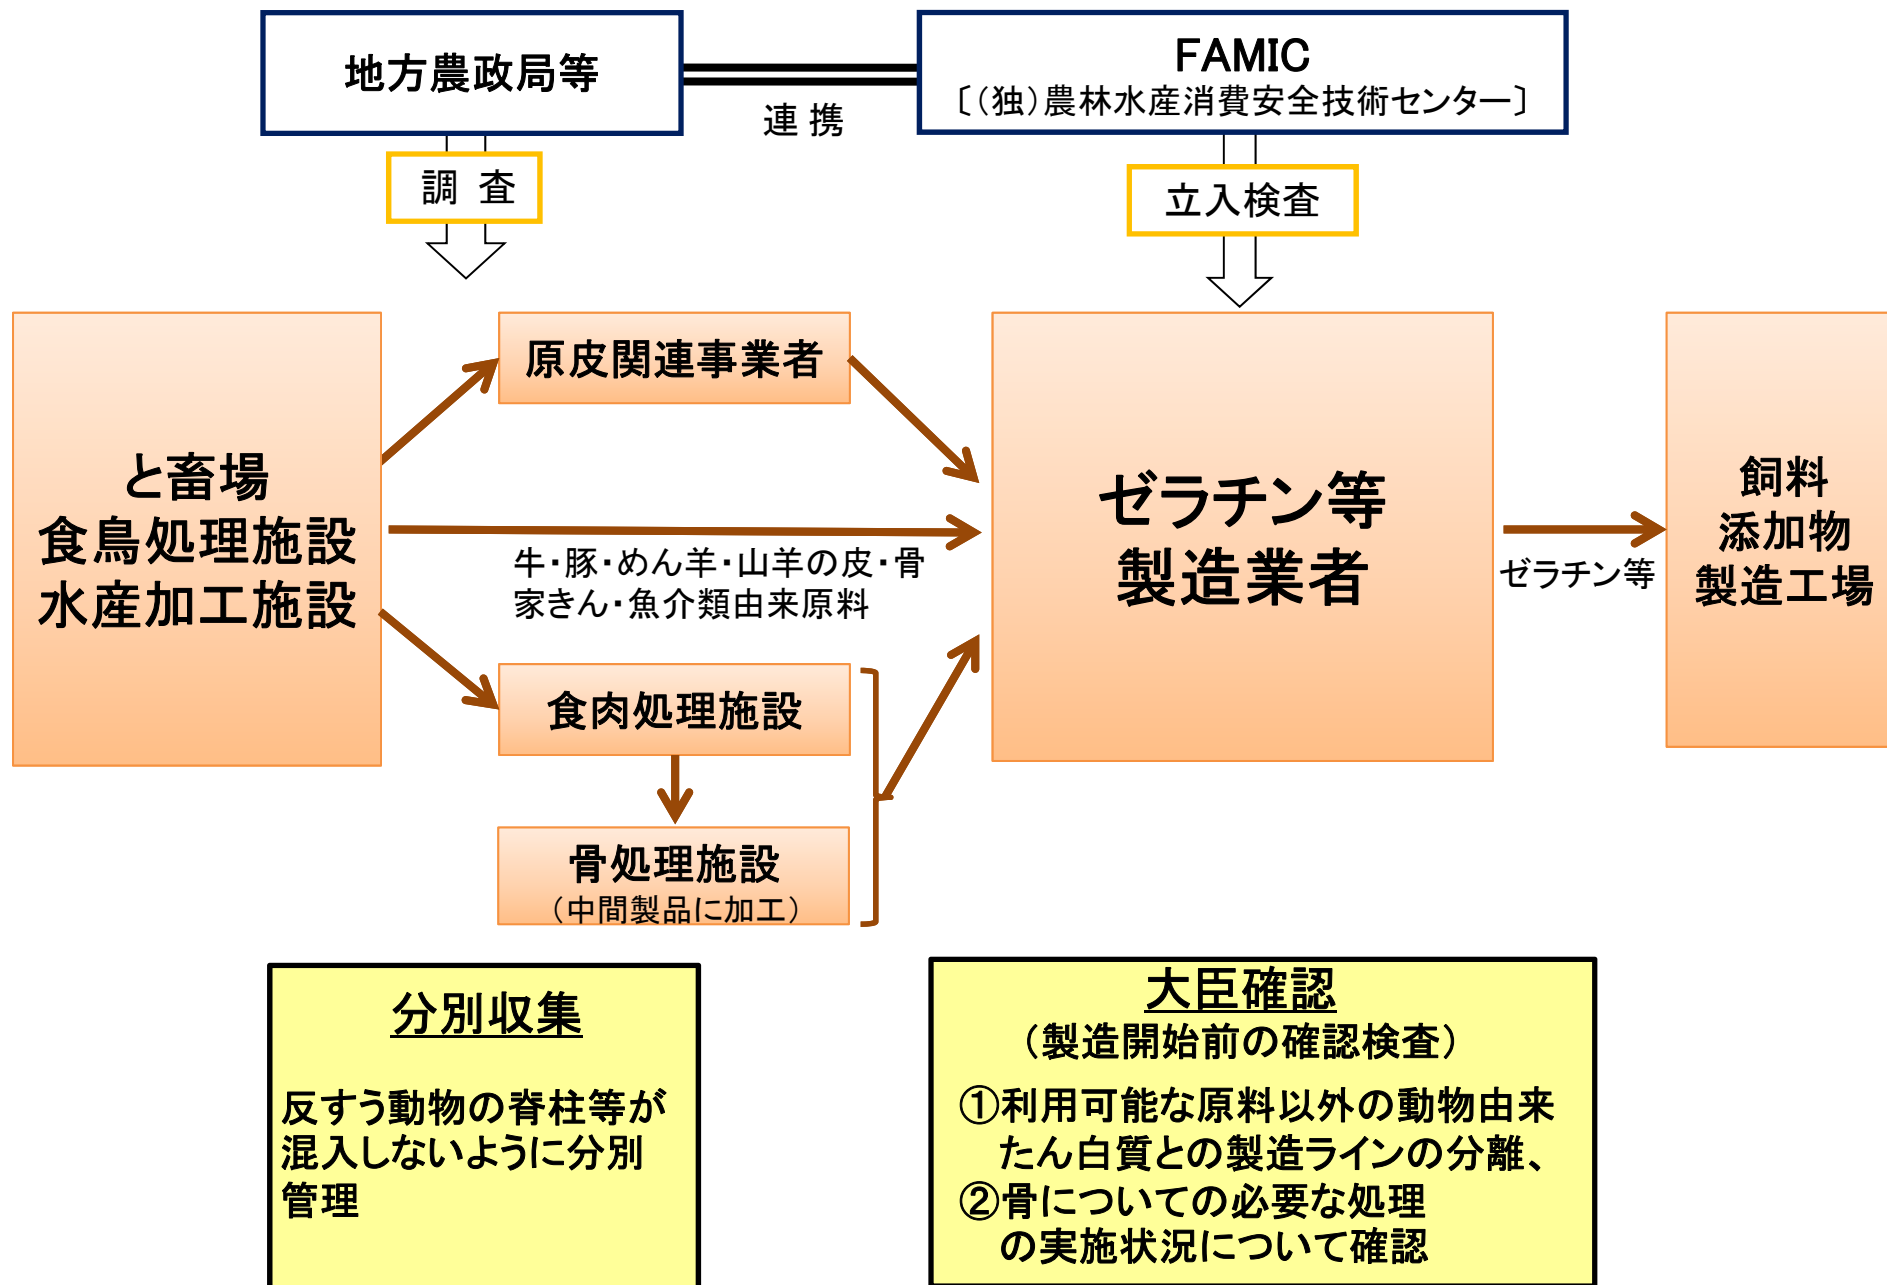 地方農政局等
連 携
FAMIC
〔(独)農林水産消費安全技術センター〕
調 査
立入検査
と畜場
食鳥処理施設
水産加工施設
原皮関連事業者
牛・豚・めん羊・山羊の皮・骨
家きん・魚介類由来原料
食肉処理施設
骨処理施設
(中間製品に加工)
ゼラチン等
製造業者
ゼラチン等
飼料
添加物
製造工場
分別収集
反すう動物の脊柱等が
混入しないように分別
管理
大臣確認
(製造開始前の確認検査)
①利用可能な原料以外の動物由来
たん白質との製造ラインの分離、
②骨についての必要な処理
の実施状況について確認